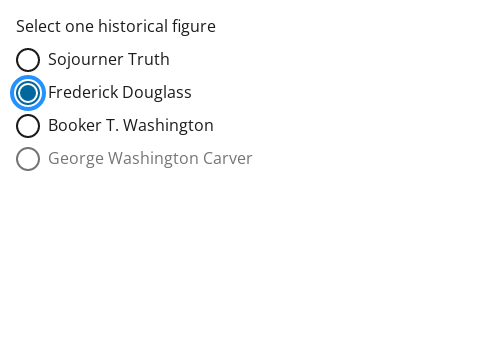 Select one historical figure
Sojourner Truth
Frederick Douglass
Booker T. Washington
George Washington Carver